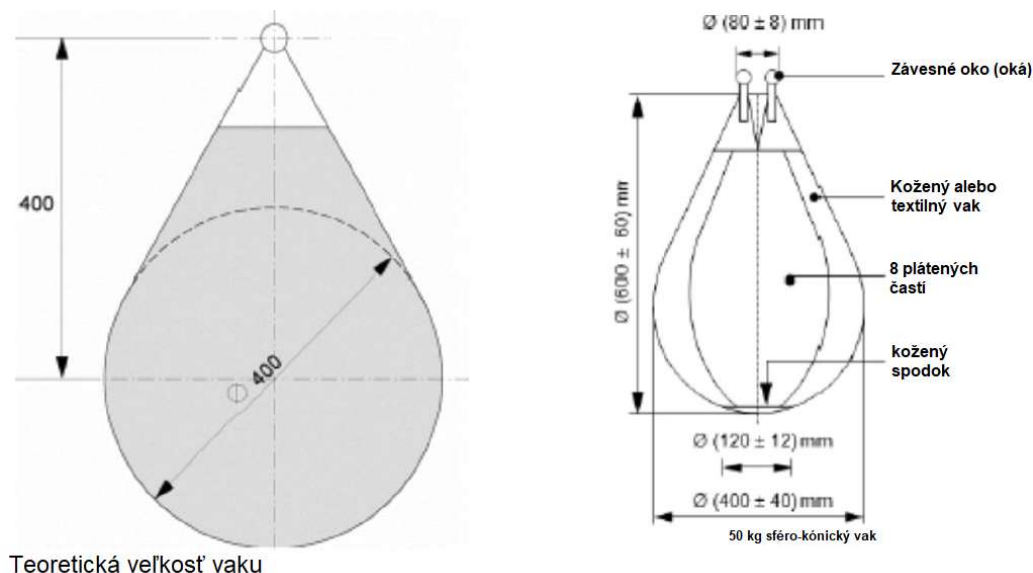 400
Φ 400
Teoretická veľkosť vaku
Ø (80 ± 8) mm
Závesné oko (oká)
Ø (600 ± 60) mm
Kožený alebo
textilný vak
8 plátených
častí
kožený
spodok
Ø (120 ± 12) mm
Ø (400 ± 40) mm
50 kg sféro-kónický vak